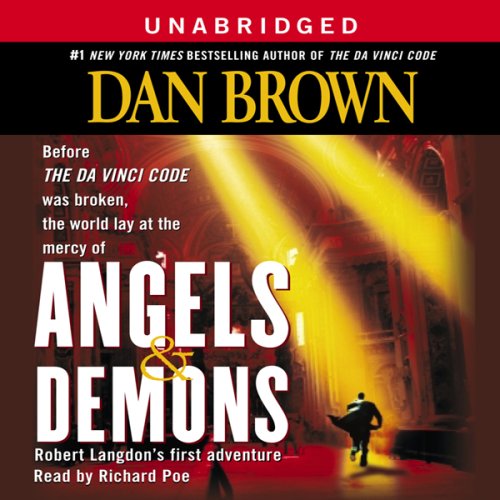 UNABRIDGED
#1 NEW YORK TIMES BESTSELLING AUTHOR OF THE DA VINCI CODE
DAN BROWN
Before
THE DA VINCI CODE
was broken,
the world lay at the
mercy of
ANGELS
&
DEMONS
Robert Langdon's first adventure
Read by Richard Poe